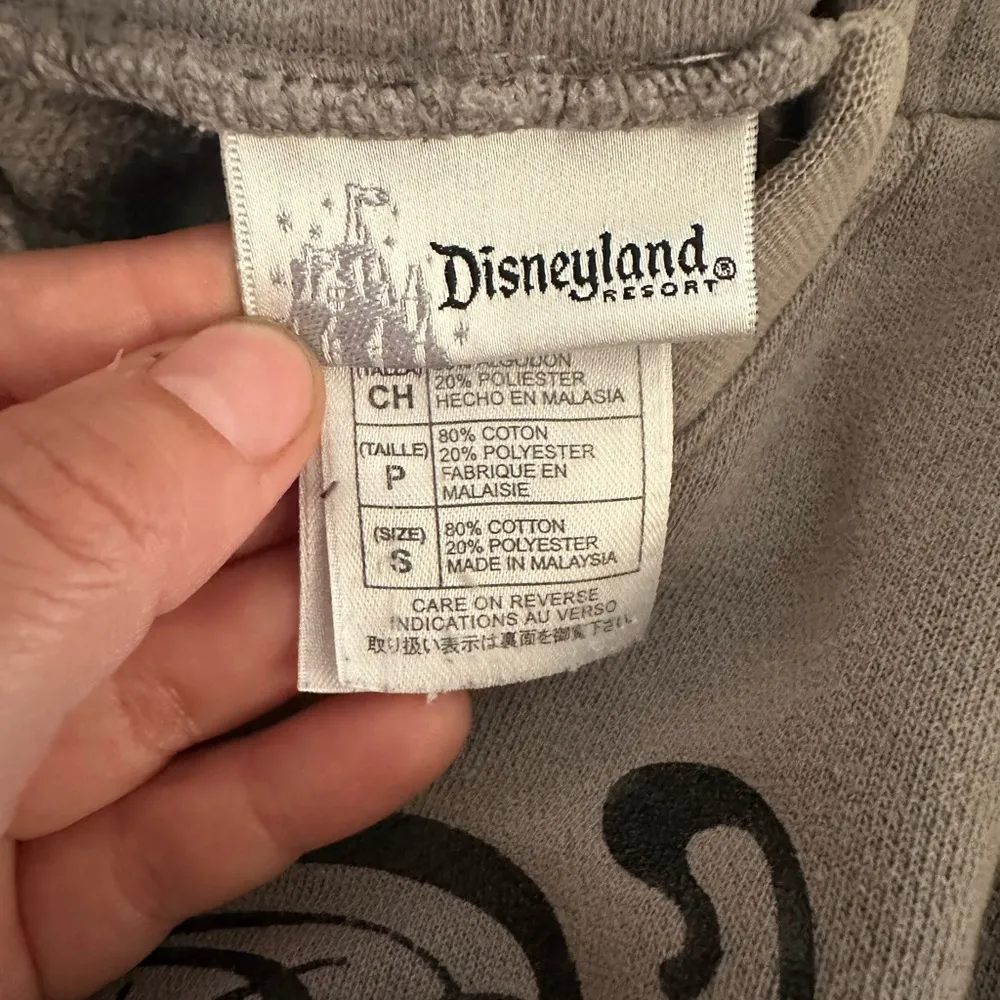 Disneyland®
RESORT
(TALLA)
CH
ALGODON
20% POLIESTER
HECHO EN MALASIA
(TAILLE)
P
80% COTON
20% POLYESTER
FABRIQUE EN
MALAISIE
(SIZE)
S
80% COTTON
20% POLYESTER
MADE IN MALAYSIA
CARE ON REVERSE
INDICATIONS AU VERSO
取り扱い表示は裏面を御覧下さい